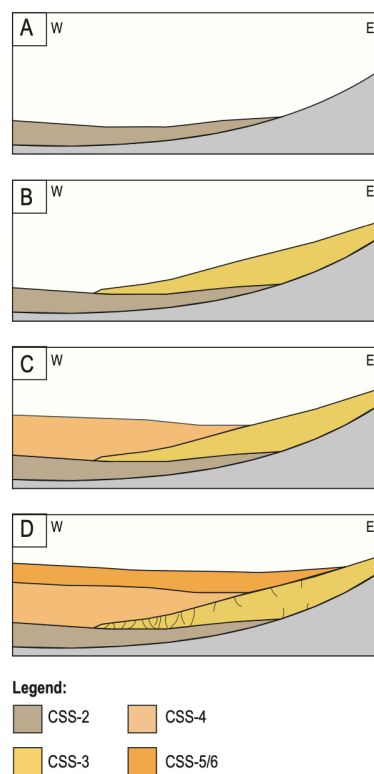 A W E
B W E
C W E
D W E
Legend:
CSS-2 CSS-4
CSS-3 CSS-5/6